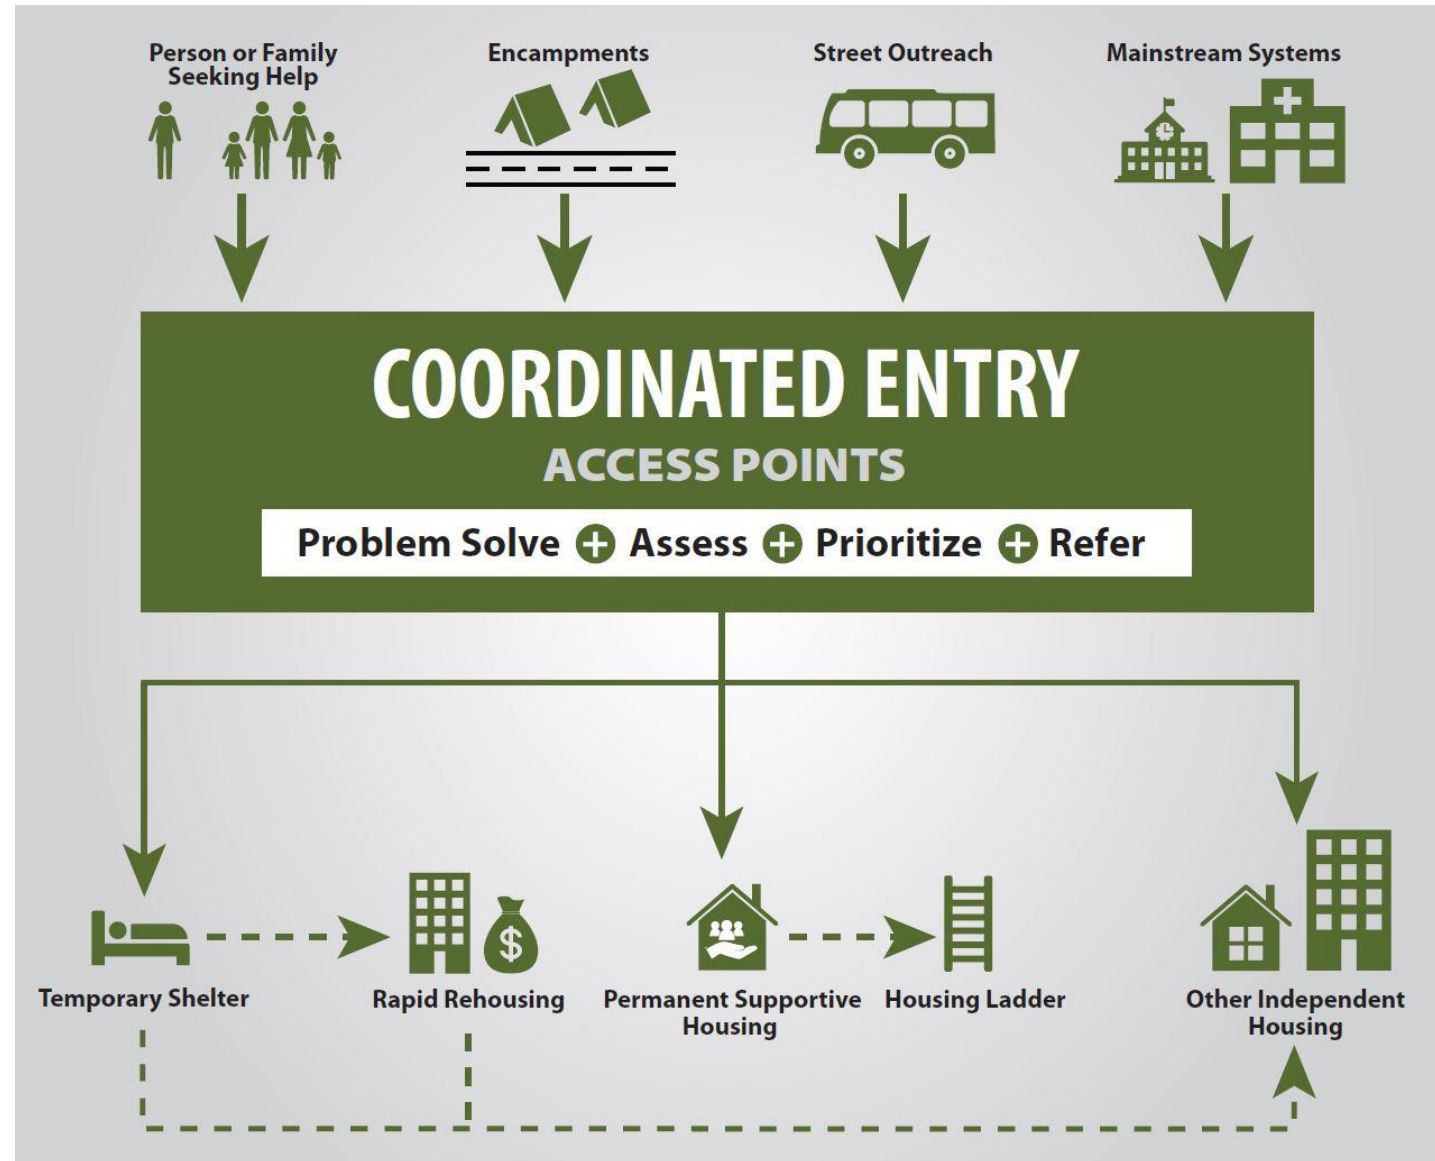 Person or Family
Seeking Help
Encampments
Street Outreach
Mainstream Systems
COORDINATED ENTRY
ACCESS POINTS
Problem Solve + Assess + Prioritize + Refer
$
Temporary Shelter
Rapid Rehousing
Permanent Supportive
Housing
Housing Ladder
Other Independent
Housing